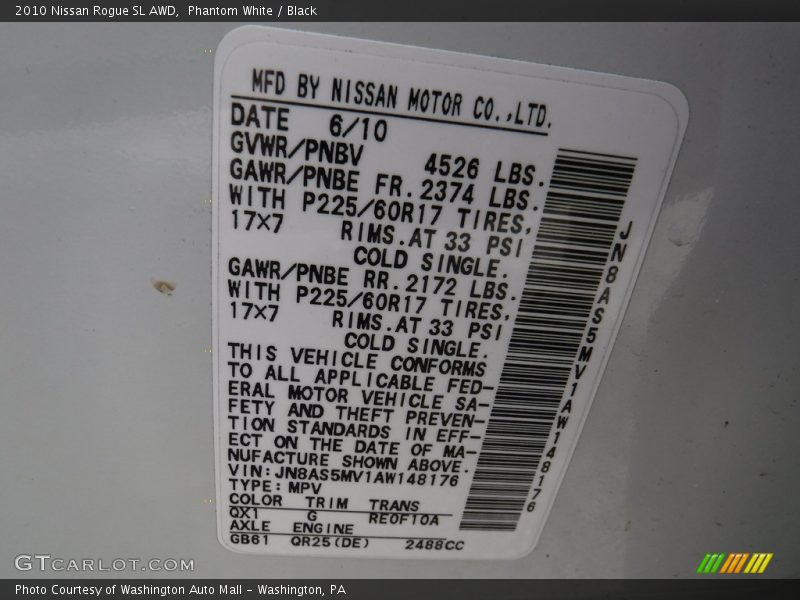 2010 Nissan Rogue SL AWD,  Phantom White / Black
MFD BY NISSAN MOTOR CO.,LTD.
DATE 6/10
GVWR/PNBV 4526 LBS.
GAWR/PNBE FR. 2374 LBS.
WITH P225/60R17 TIRES,
17×7 RIMS.AT 33 PSI
COLD SINGLE.
GAWR/PNBE RR. 2172 LBS.
WITH P225/60R17 TIRES,
17×7 RIMS.AT 33 PSI
COLD SINGLE.
THIS VEHICLE CONFORMS
TO ALL APPLICABLE FED-
ERAL MOTOR VEHICLE SA-
FETY AND THEFT PREVEN-
TION STANDARDS IN EFF-
ECT ON THE DATE OF MA-
NUFACTURE SHOWN ABOVE.
VIN:JN8AS5MV1AW148176
TYPE:MPV
COLOR TRIM TRANS
QX1 G RE0F10A
AXLE ENGINE
GB61 QR25(DE) 2488CC
JN8AS5MV1AW148176
GTCARLOT.COM
Photo Courtesy of Washington Auto Mall - Washington, PA